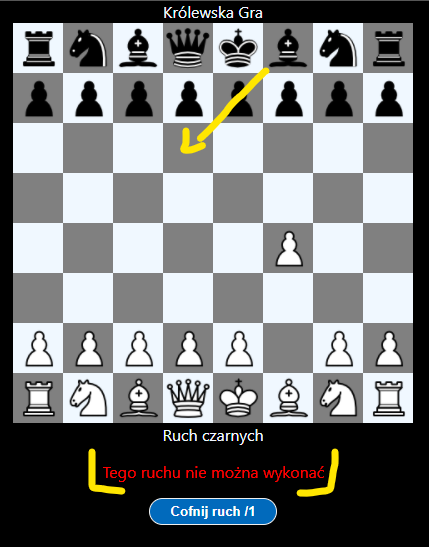 Królewska Gra
Ruch czarnych
Tego ruchu nie można wykonać
Cofnij ruch /1